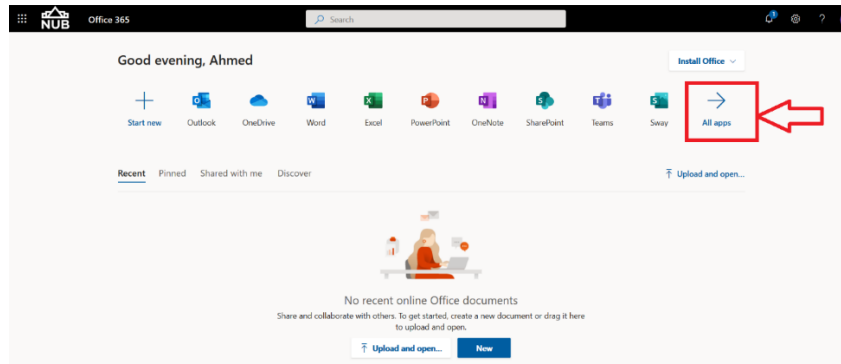 NUB
Office 365
Search
1
?
Good evening, Ahmed
Install Office
Start new
Outlook
OneDrive
Word
Excel
PowerPoint
OneNote
SharePoint
Teams
Sway
All apps
Recent
Pinned
Shared with me
Discover
Upload and open...
No recent online Office documents
Share and collaborate with others. To get started, create a new document or drag it here
to upload and open.
Upload and open...
New